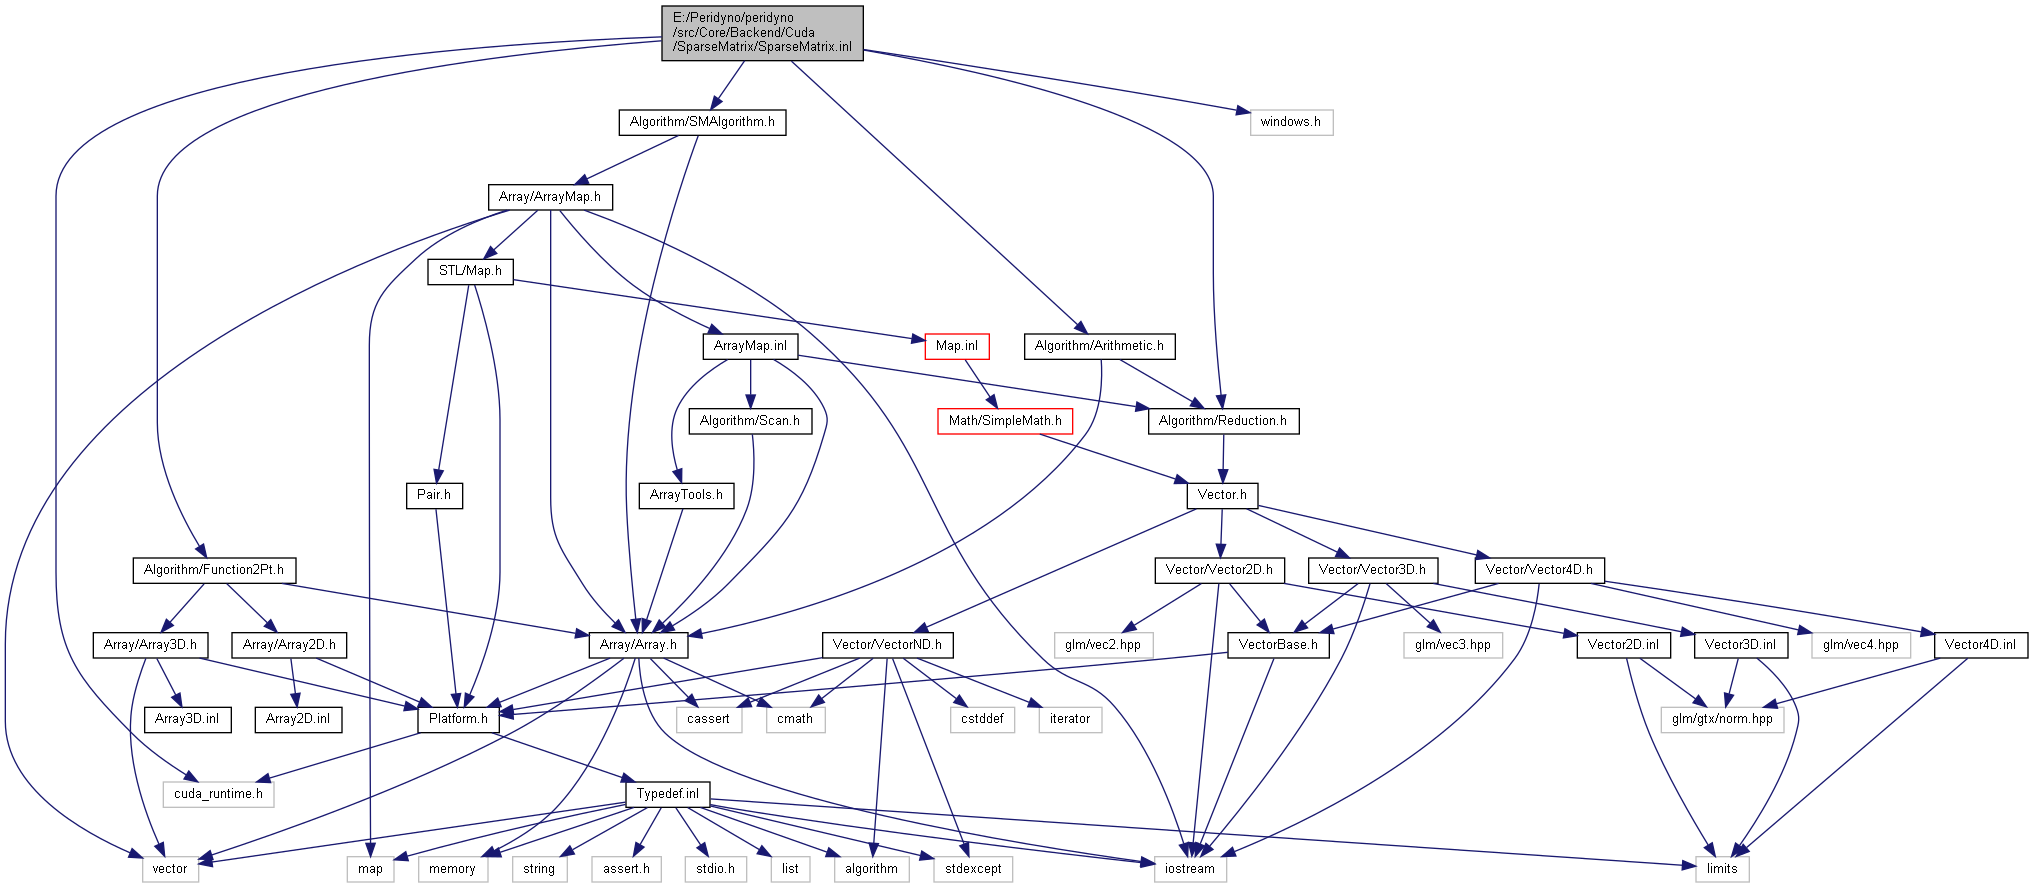 E:/Peridyno/peridyno
/src/Core/Backend/Cuda
/SparseMatrix/SparseMatrix.inl
Algorithm/SMAlgorithm.h
windows.h
Array/ArrayMap.h
STL/Map.h
ArrayMap.inl
Map.inl
Algorithm/Arithmetic.h
Algorithm/Scan.h
Math/SimpleMath.h
Algorithm/Reduction.h
Pair.h
ArrayTools.h
Vector.h
Algorithm/Function2Pt.h
Vector/Vector2D.h
Vector/Vector3D.h
Vector/Vector4D.h
Array/Array3D.h
Array/Array2D.h
Array/Array.h
Vector/VectorND.h
glm/vec2.hpp
VectorBase.h
glm/vec3.hpp
Vector2D.inl
Vector3D.inl
glm/vec4.hpp
Vector4D.inl
Array3D.inl
Array2D.inl
Platform.h
cassert
cmath
cstddef
iterator
glm/gtx/norm.hpp
cuda_runtime.h
Typedef.inl
vector
map
memory
string
assert.h
stdio.h
list
algorithm
stdexcept
iostream
limits